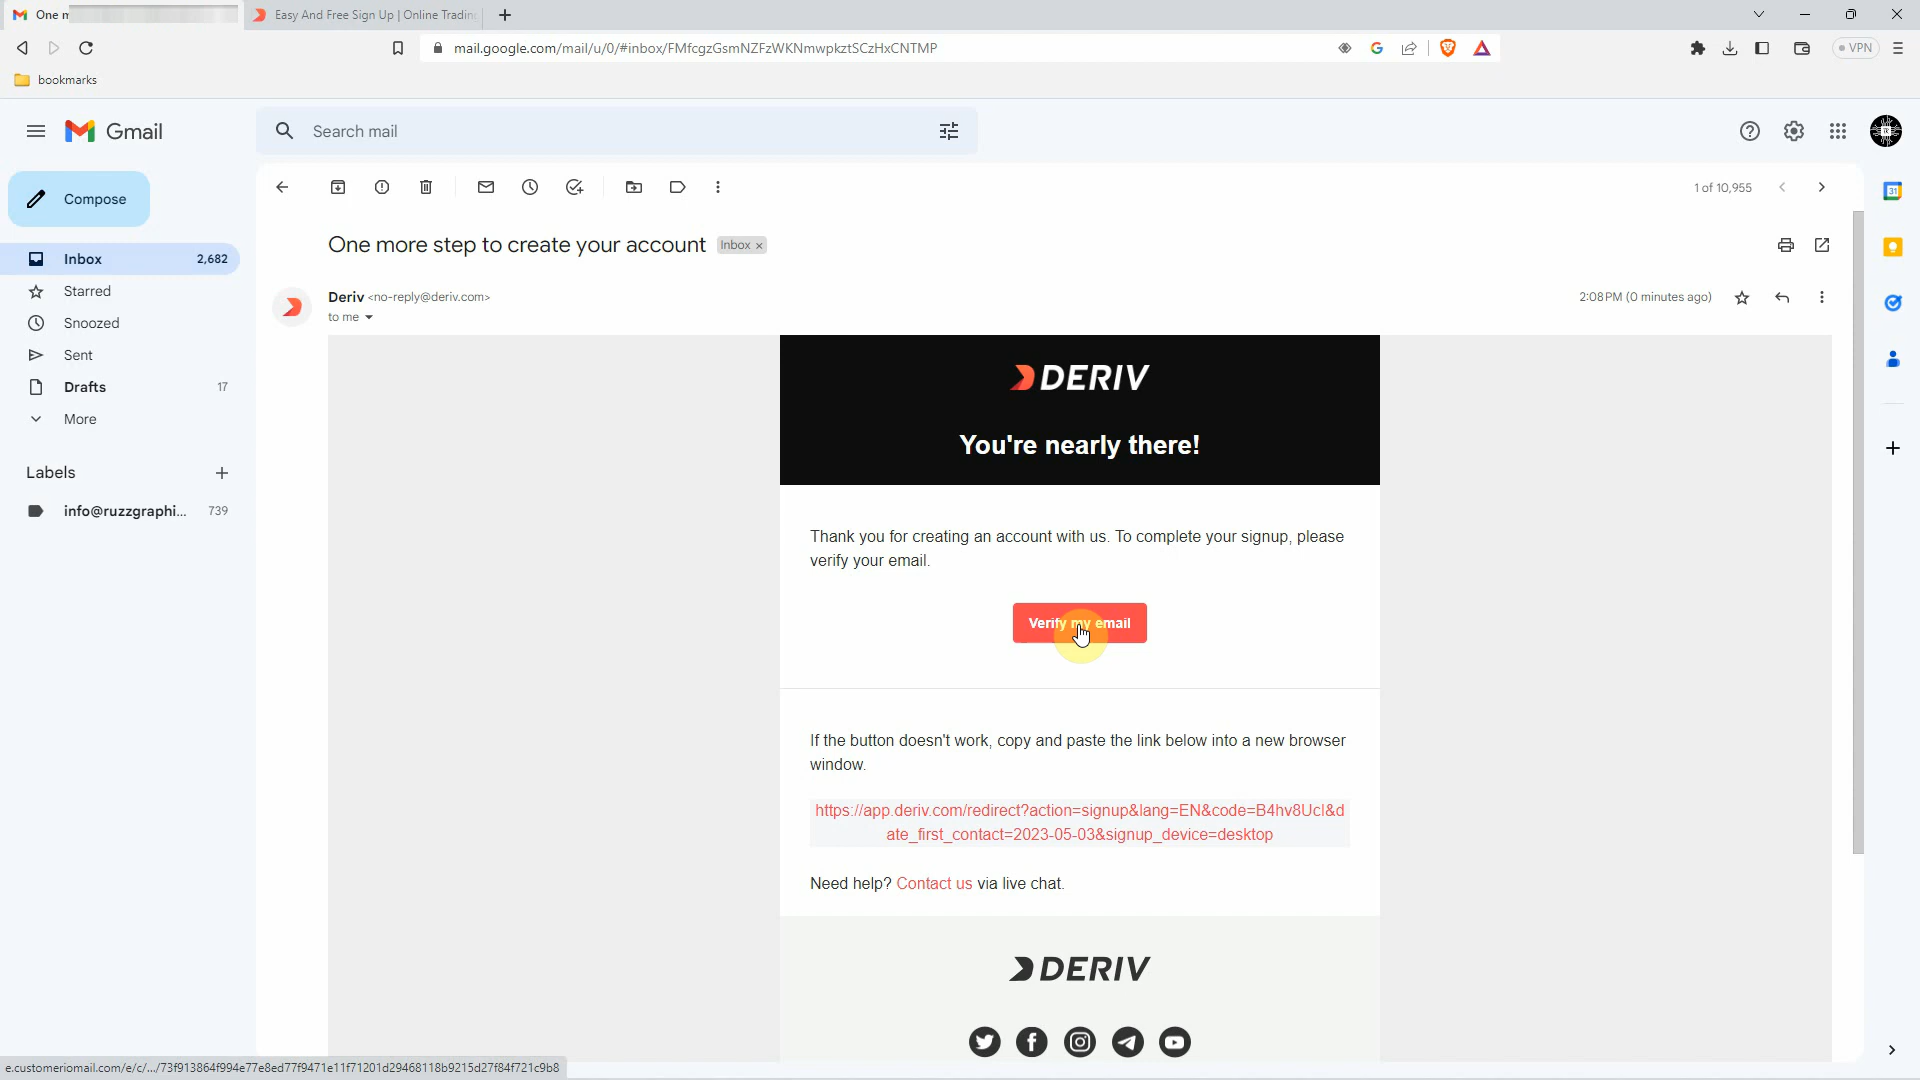 One m
Easy And Free Sign Up | Online Tradin
mail.google.com/mail/u/0/#inbox/FMfcgzGsmNZFzWKNmwpkztSCzHxCNTMP
VPN
bookmarks
Gmail
Search mail
Compose
1 of 10,955
One more step to create your account
Inbox ×
Inbox 2,682
Starred
Snoozed
Sent
Drafts 17
More
Labels
info@ruzzgraphi... 739
Deriv <no-reply@deriv.com>
2:08 PM (0 minutes ago)
to me
31
DERIV
You're nearly there!
Thank you for creating an account with us. To complete your signup, please
verify your email.
Verify my email
If the button doesn't work, copy and paste the link below into a new browser
window.
https://app.deriv.com/redirect?action=signup&lang=EN&code=B4hv8Ucl&d
ate_first_contact=2023-05-03&signup_device=desktop
Need help? Contact us via live chat.
DERIV
e.customeriomail.com/e/c/.../73f913864f994e77e8ed77f9471e11f71201d29468118b9215d27f84f721c9b8